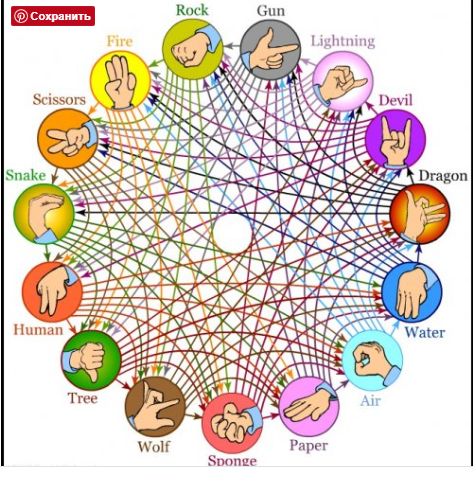 Сохранить
Rock
Gun
Fire
Lightning
Scissors
Devil
Snake
Dragon
Human
Water
Tree
Air
Wolf
Paper
Sponge